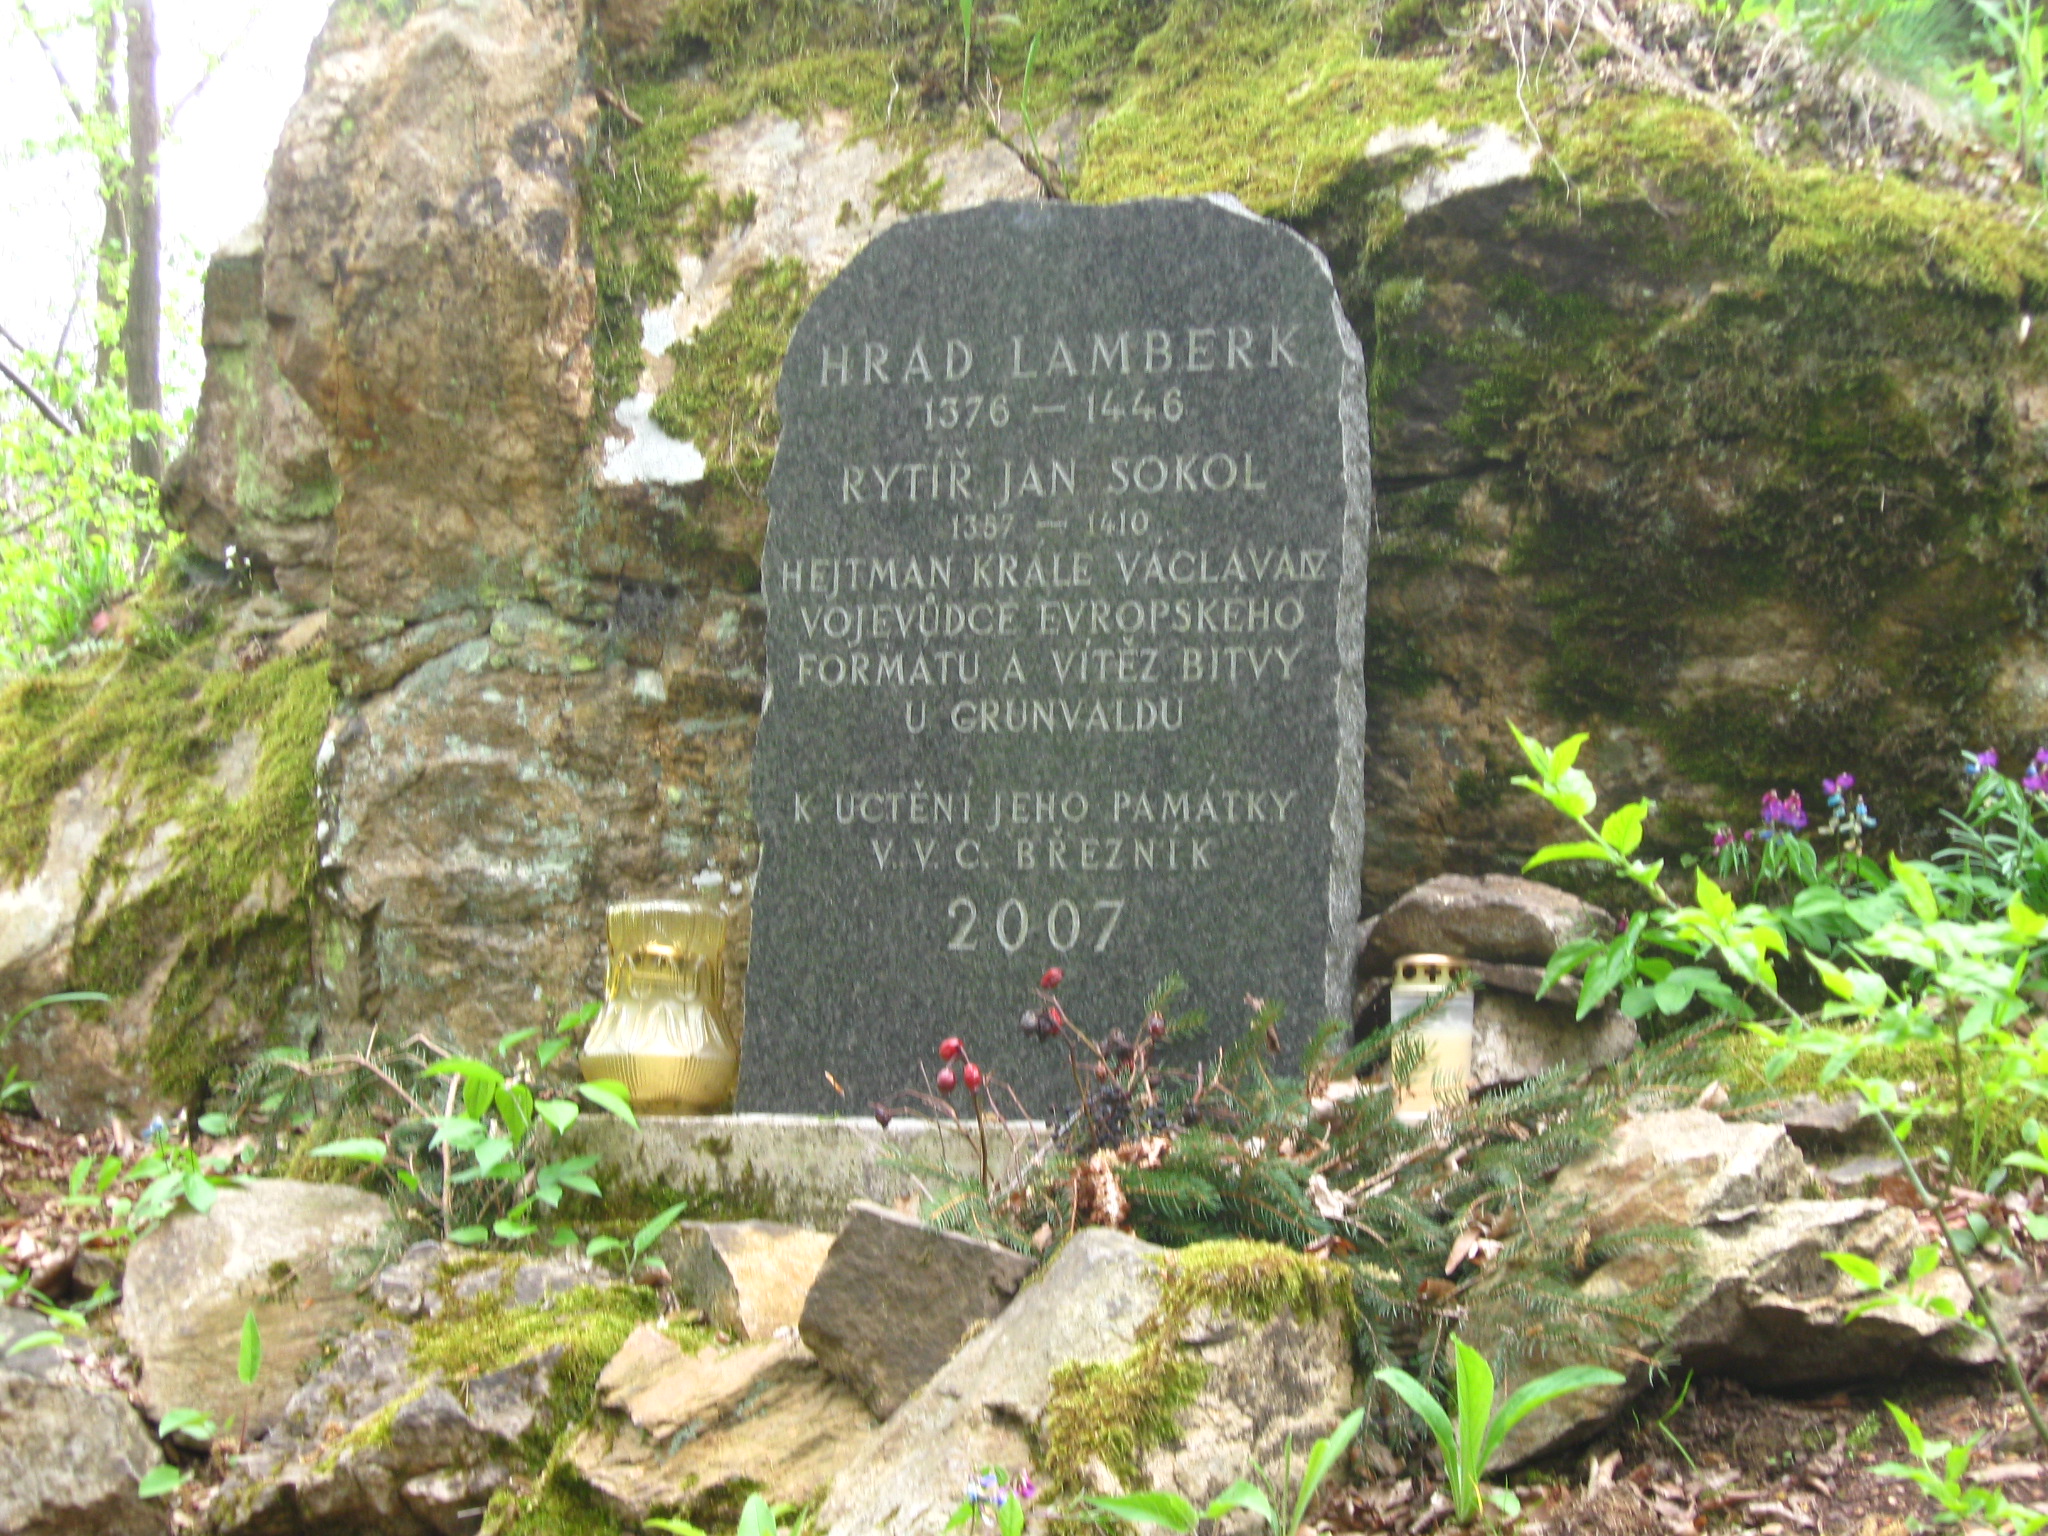 HRAD LAMBERK
1376 — 1446
RYTÍŘ JAN SOKOL
1357 — 1410
HEJTMAN KRÁLE VÁCLAVA IV
VOJEVŮDCE EVROPSKÉHO
FORMÁTU A VÍTĚZ BITVY
U GRUNVALDU
K UCTĚNÍ JEHO PAMÁTKY
V. V. C. BŘEZNÍK
2007